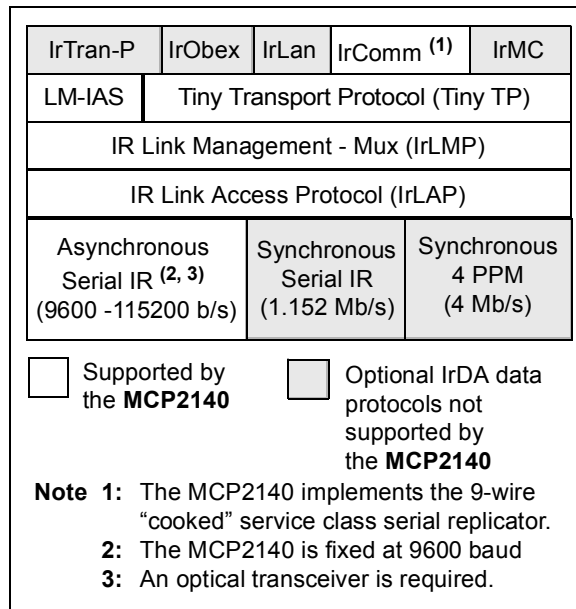 IrTran-P IrObex IrLan IrComm (1) IrMC
LM-IAS Tiny Transport Protocol (Tiny TP)
IR Link Management - Mux (IrLMP)
IR Link Access Protocol (IrLAP)
Asynchronous
Serial IR (2, 3)
(9600 -115200 b/s)
Synchronous
Serial IR
(1.152 Mb/s)
Synchronous
4 PPM
(4 Mb/s)
Supported by
the MCP2140
Optional IrDA data
protocols not
supported by
the MCP2140
Note 1: The MCP2140 implements the 9-wire
“cooked” service class serial replicator.
2: The MCP2140 is fixed at 9600 baud
3: An optical transceiver is required.